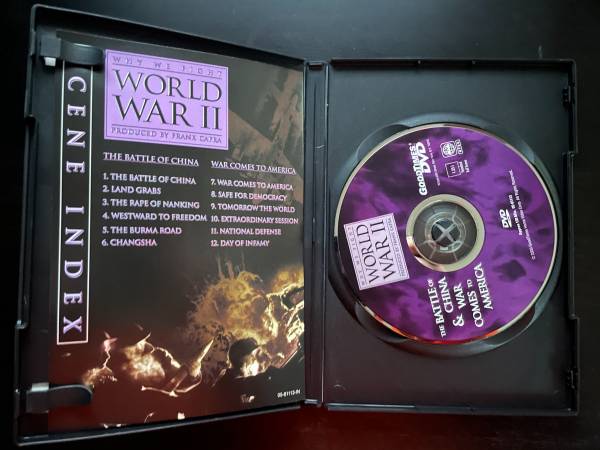 CENE INDEX
WHY WE FIGHT
WORLD
WAR II
PRODUCED BY FRANK CAPRA
THE BATTLE OF CHINA
1. THE BATTLE OF CHINA
2. LAND GRABS
3. THE RAPE OF NANKING
4. WESTWARD TO FREEDOM
5. THE BURMA ROAD
6. CHANGSHA
WAR COMES TO AMERICA
7. WAR COMES TO AMERICA
8. SAFE FOR DEMOCRACY
9. TOMORROW THE WORLD
10. EXTRAORDINARY SESSION
11. NATIONAL DEFENSE
12. DAY OF INFAMY
05-81113-IN
GOODTIMES
DVD
DVD
WORLD
WAR II
THE BATTLE OF
CHINA
& WAR
COMES TO
AMERICA